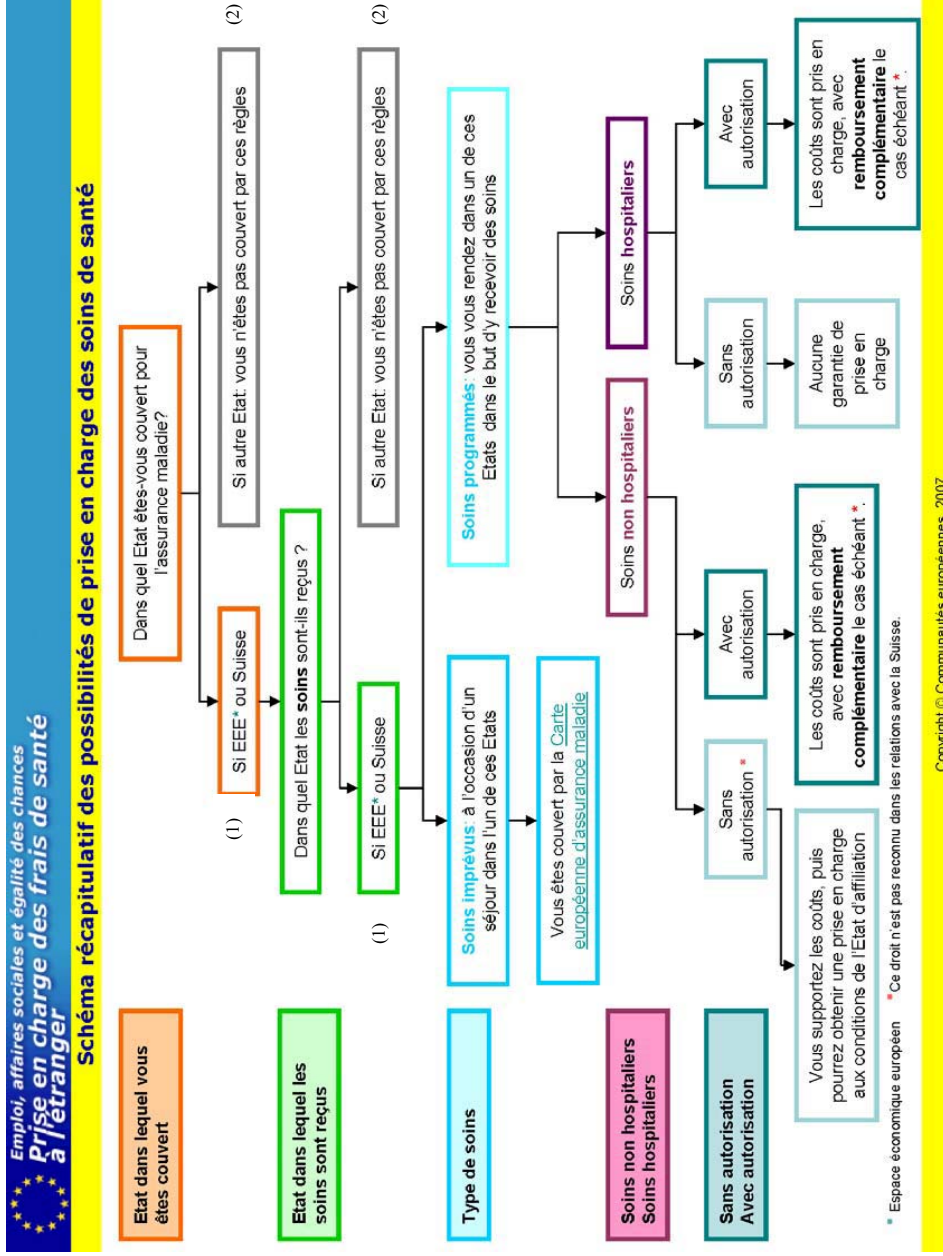 Emploi, affaires sociales et égalité des chances
Prise en charge des frais de santé
à l'étranger
Schéma récapitulatif des possibilités de prise en charge des soins de santé
Etat dans lequel vous
êtes couvert
Dans quel Etat êtes-vous couvert pour
l'assurance maladie?
(1)
Si EEE* ou Suisse
Si autre Etat: vous n'êtes pas couvert par ces règles
(2)
Etat dans lequel les
soins sont reçus
Dans quel Etat les soins sont-ils reçus ?
(1)
Si EEE* ou Suisse
Si autre Etat: vous n'êtes pas couvert par ces règles
(2)
Type de soins
Soins imprévus: à l'occasion d'un
séjour dans l'un de ces Etats
Vous êtes couvert par la Carte
européenne d'assurance maladie
Soins programmés: vous vous rendez dans un de ces
Etats dans le but d'y recevoir des soins
Soins non hospitaliers
Soins hospitaliers
Soins non hospitaliers
Soins hospitaliers
Sans autorisation
Avec autorisation
Sans
autorisation *
Avec
autorisation
Sans
autorisation
Avec
autorisation
Vous supportez les coûts, puis
pourrez obtenir une prise en charge
aux conditions de l'Etat d'affiliation
Les coûts sont pris en charge,
avec remboursement
complémentaire le cas échéant *.
Aucune
garantie de
prise en
charge
Les coûts sont pris en
charge, avec
remboursement
complémentaire le
cas échéant *.
* Espace économique européen *Ce droit n'est pas reconnu dans les relations avec la Suisse.
Copyright © Communautés européennes, 2007